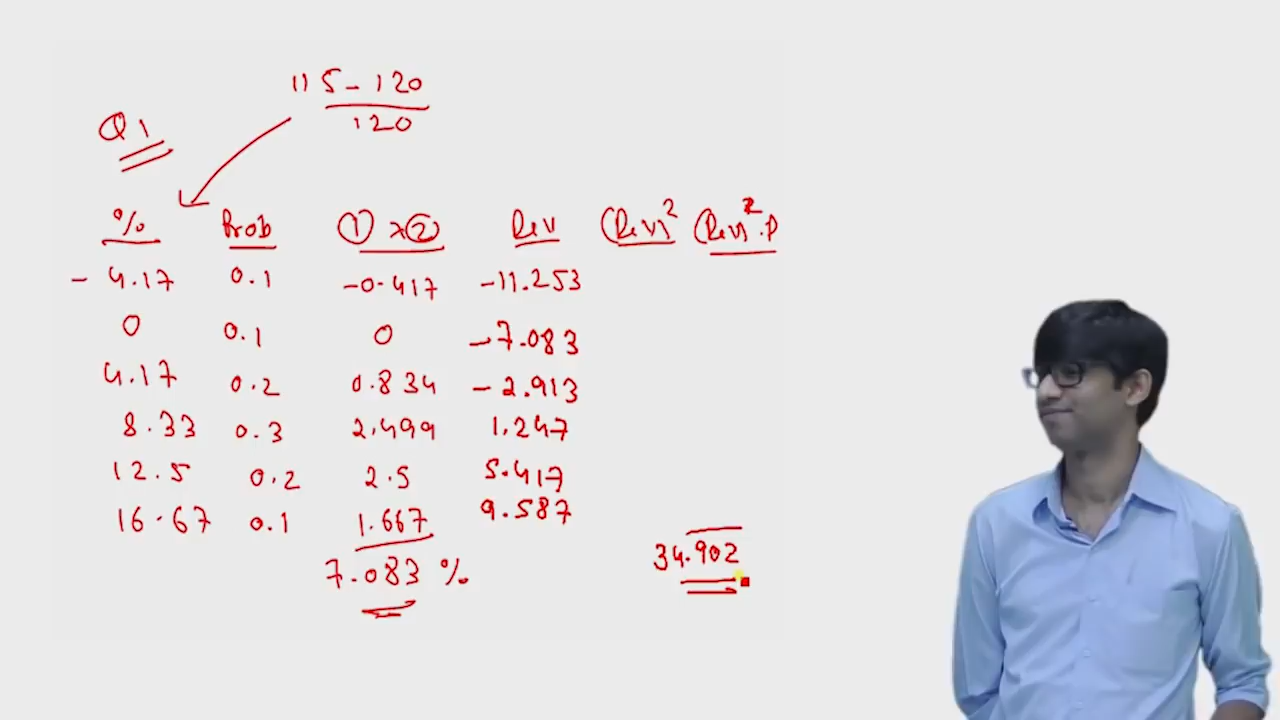 115 - 120
120
Q1
% Prob ① × ② Dev (Dev)² (Dev)².P
- 4.17 0.1 -0.417 -11.253
0 0.1 0 -7.083
4.17 0.2 0.834 -2.913
8.33 0.3 2.499 1.247
12.5 0.2 2.5 5.417
16.67 0.1 1.667 9.587
7.083 %
34.902